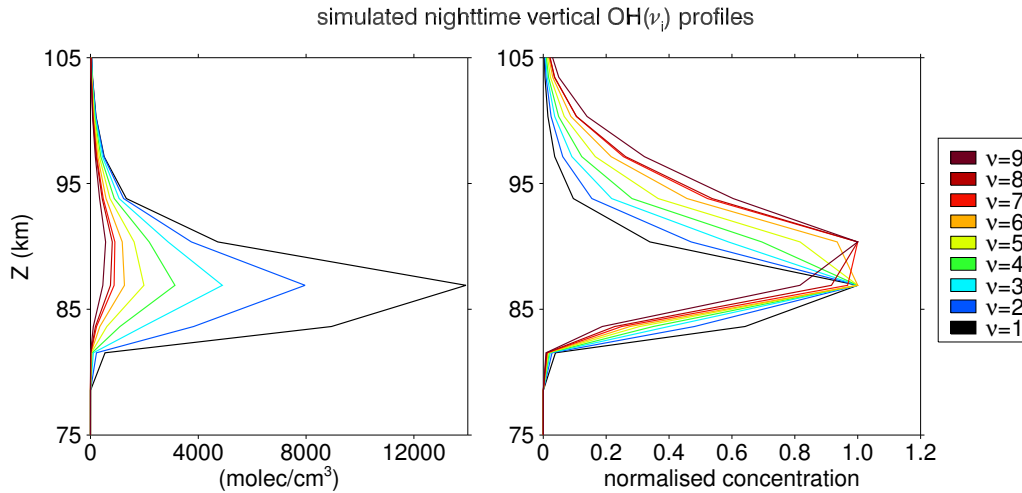 simulated nighttime vertical OH(νᵢ) profiles
105
95
85
75
Z (km)
0 4000 8000 12000
(molec/cm³)
105
95
85
75
0 0.2 0.4 0.6 0.8 1.0 1.2
normalised concentration
ν=9
ν=8
ν=7
ν=6
ν=5
ν=4
ν=3
ν=2
ν=1